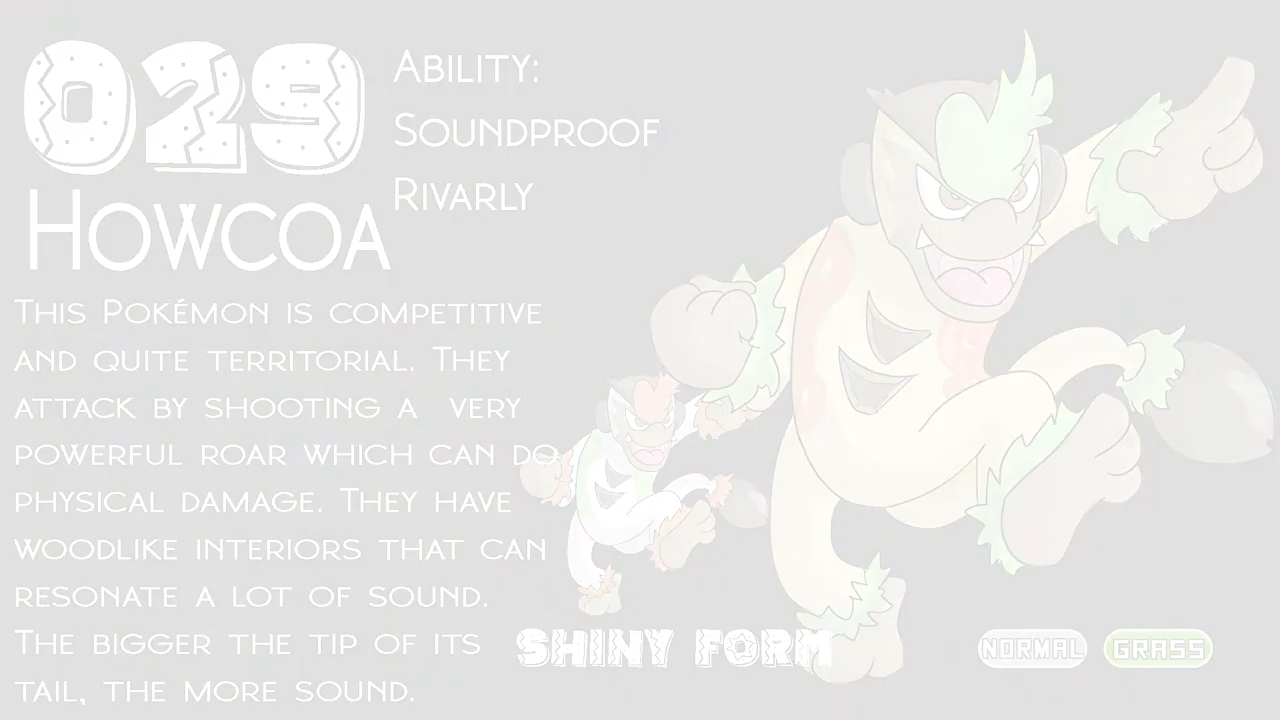 029
Howcoa
Ability:
Soundproof
Rivarly
This Pokémon is competitive
and quite territorial. They
attack by shooting a very
powerful roar which can do
physical damage. They have
woodlike interiors that can
resonate a lot of sound.
The bigger the tip of its
tail, the more sound.
SHINY FORM
NORMAL GRASS